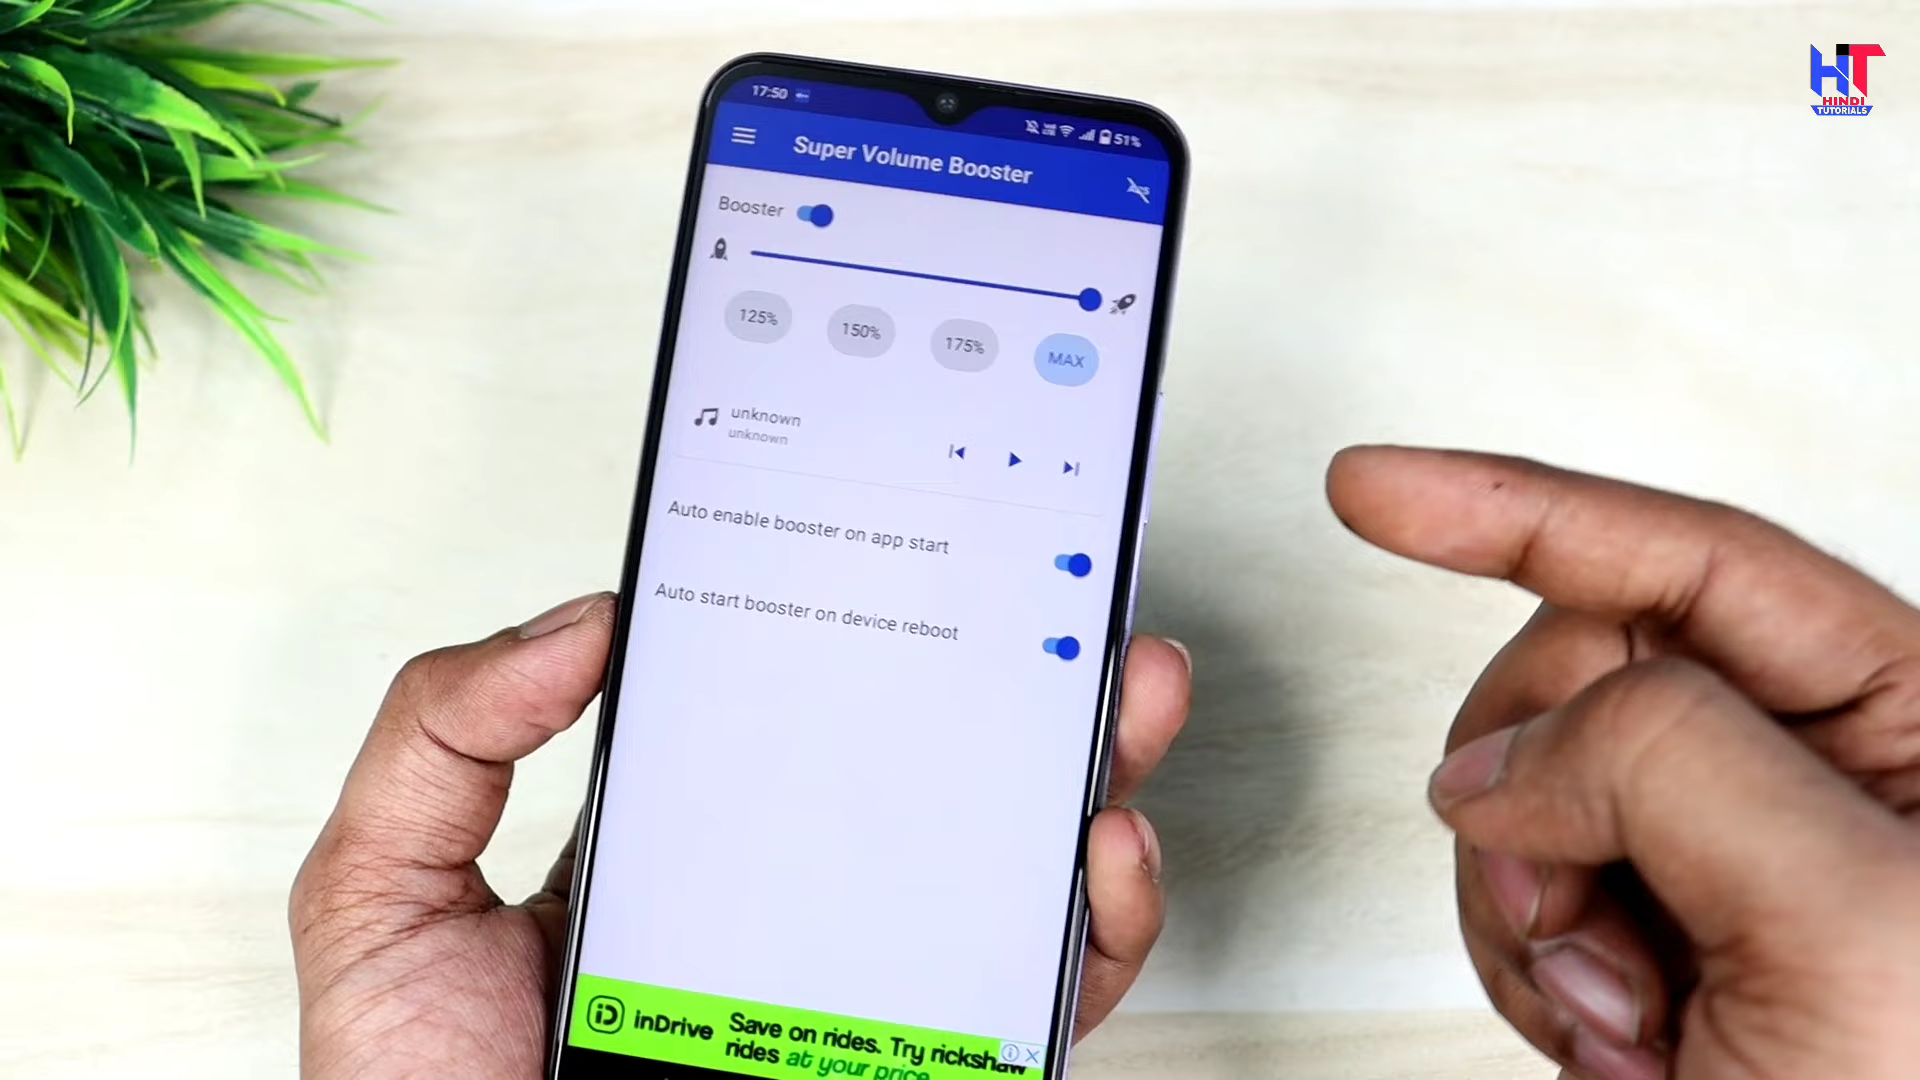 HT
HINDI
TUTORIALS
17:50
51%
Super Volume Booster
Booster
125%
150%
175%
MAX
unknown
unknown
Auto enable booster on app start
Auto start booster on device reboot
inDrive
Save on rides. Try rickshaw
rides at your price